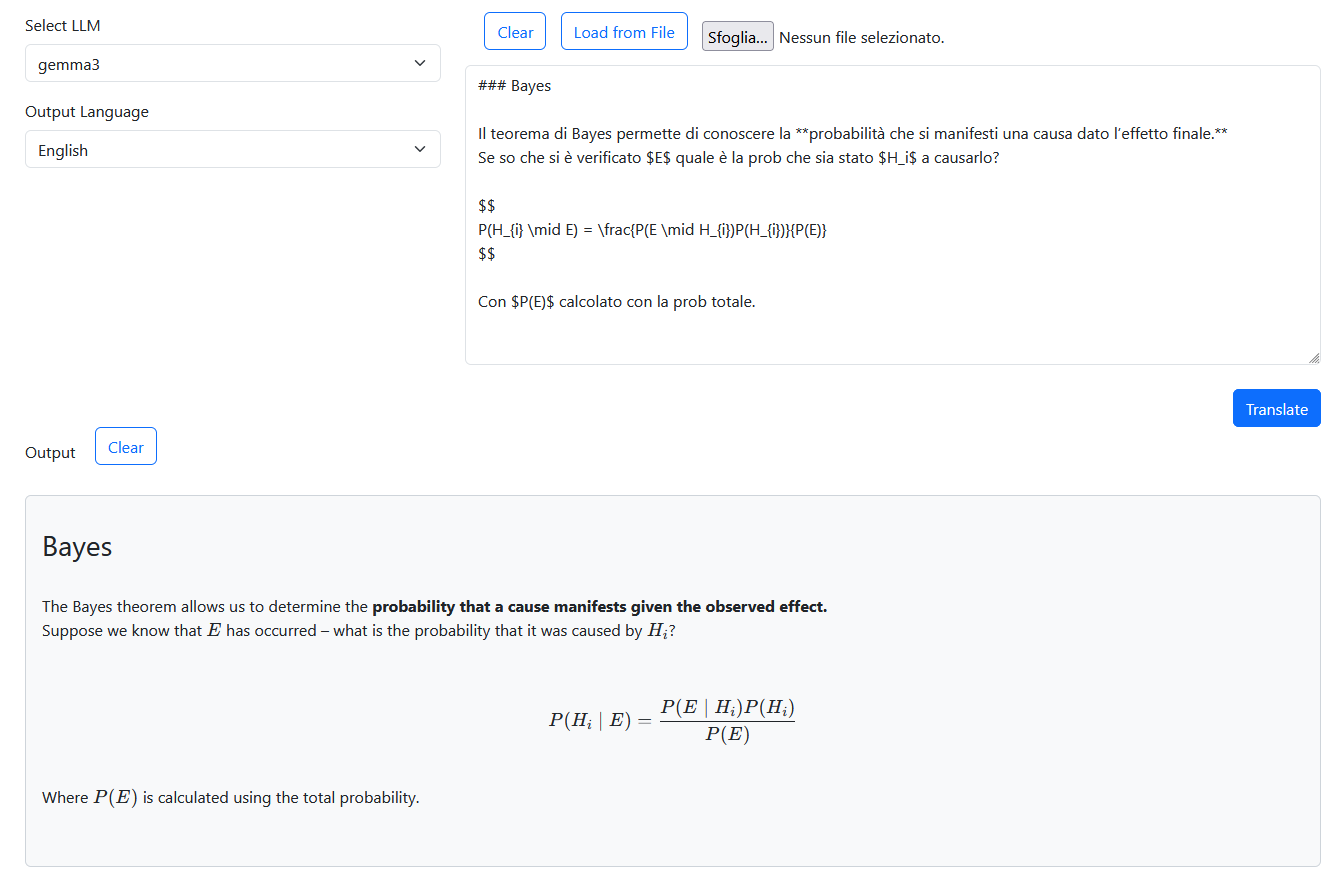 Select LLM
gemma3
Output Language
English
Clear
Load from File
Sfoglia... Nessun file selezionato.
### Bayes
Il teorema di Bayes permette di conoscere la **probabilità che si manifesti una causa dato l'effetto finale.**
Se so che si è verificato $E$ quale è la prob che sia stato $H_i$ a causarlo?
$$
P(H_{i} \mid E) = \frac{P(E \mid H_{i})P(H_{i})}{P(E)}
$$
Con $P(E)$ calcolato con la prob totale.
Translate
Output
Clear
Bayes
The Bayes theorem allows us to determine the probability that a cause manifests given the observed effect.
Suppose we know that E has occurred – what is the probability that it was caused by H_i?
P(H_i | E) = P(E | H_i)P(H_i) / P(E)
Where P(E) is calculated using the total probability.